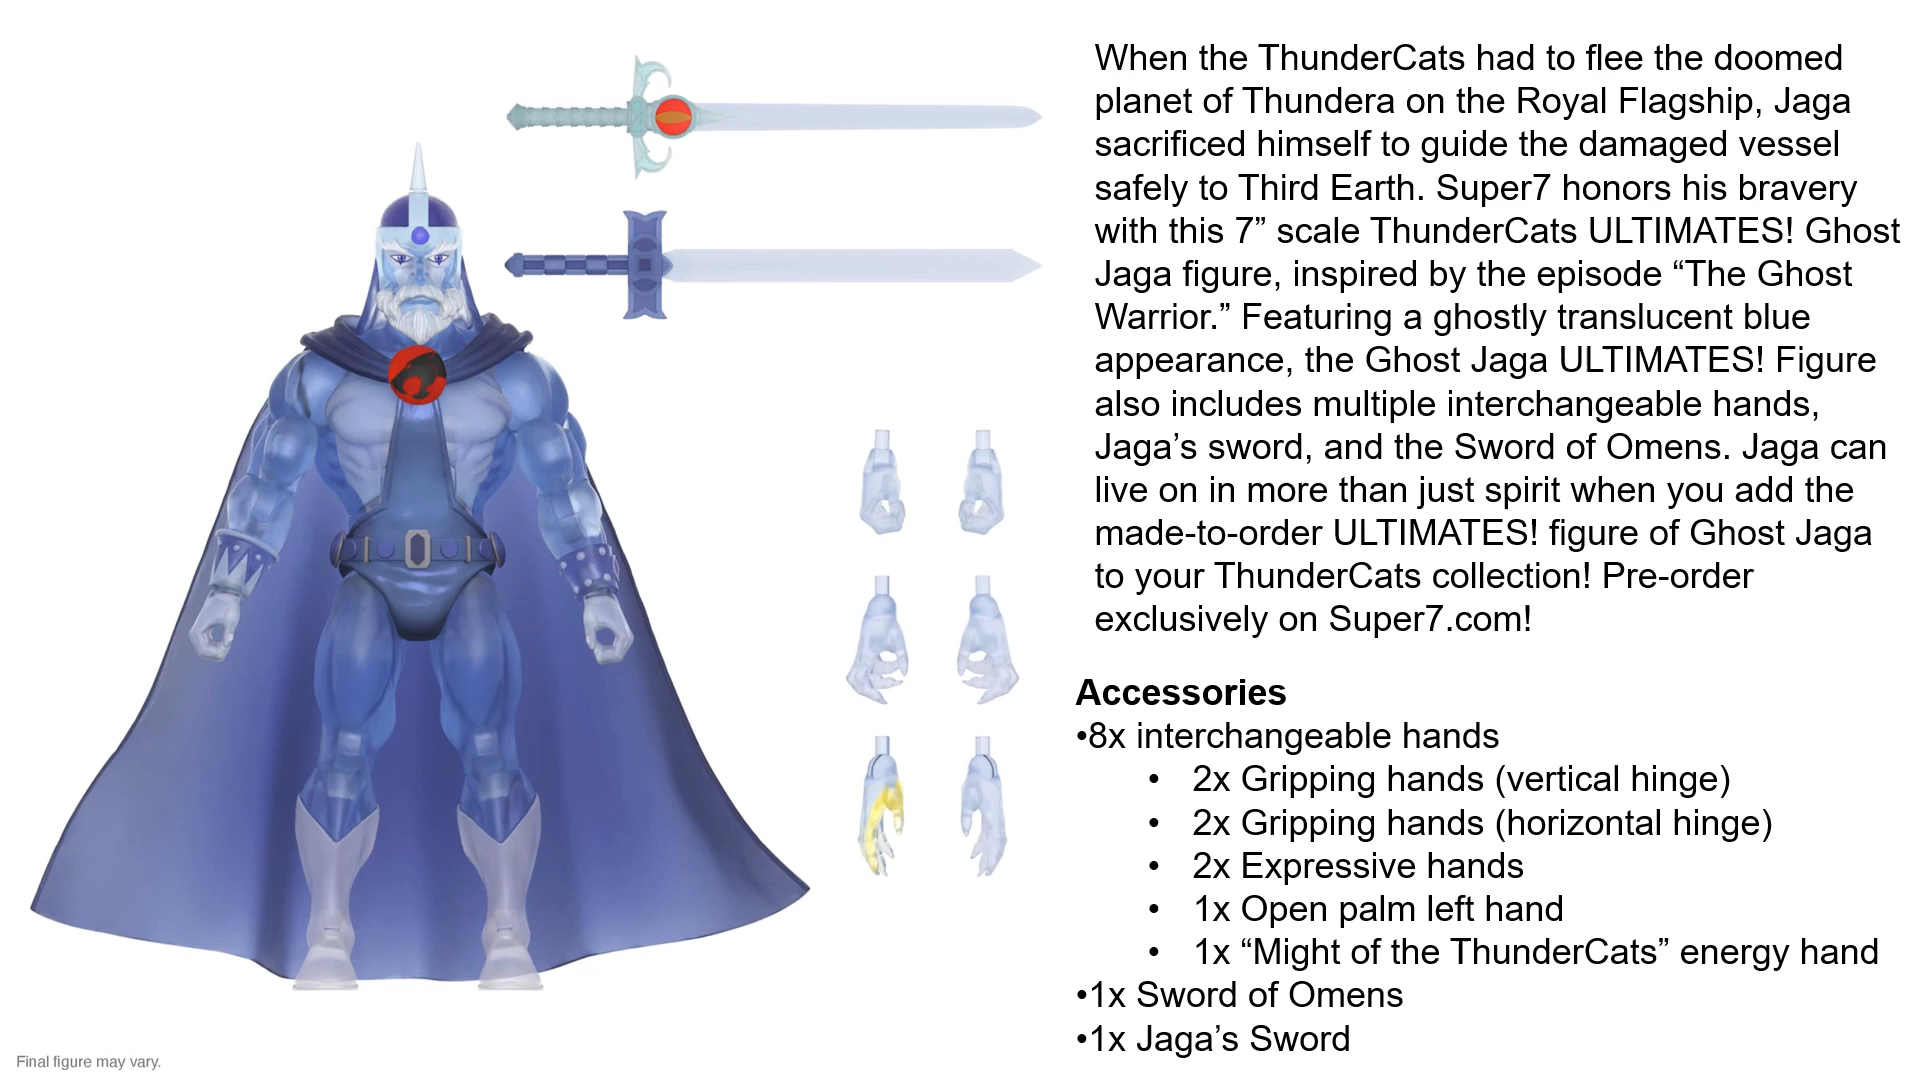 When the ThunderCats had to flee the doomed
planet of Thundera on the Royal Flagship, Jaga
sacrificed himself to guide the damaged vessel
safely to Third Earth. Super7 honors his bravery
with this 7” scale ThunderCats ULTIMATES! Ghost
Jaga figure, inspired by the episode “The Ghost
Warrior.” Featuring a ghostly translucent blue
appearance, the Ghost Jaga ULTIMATES! Figure
also includes multiple interchangeable hands,
Jaga’s sword, and the Sword of Omens. Jaga can
live on in more than just spirit when you add the
made-to-order ULTIMATES! figure of Ghost Jaga
to your ThunderCats collection! Pre-order
exclusively on Super7.com!
Accessories
•8x interchangeable hands
• 2x Gripping hands (vertical hinge)
• 2x Gripping hands (horizontal hinge)
• 2x Expressive hands
• 1x Open palm left hand
• 1x “Might of the ThunderCats” energy hand
•1x Sword of Omens
•1x Jaga’s Sword
Final figure may vary.